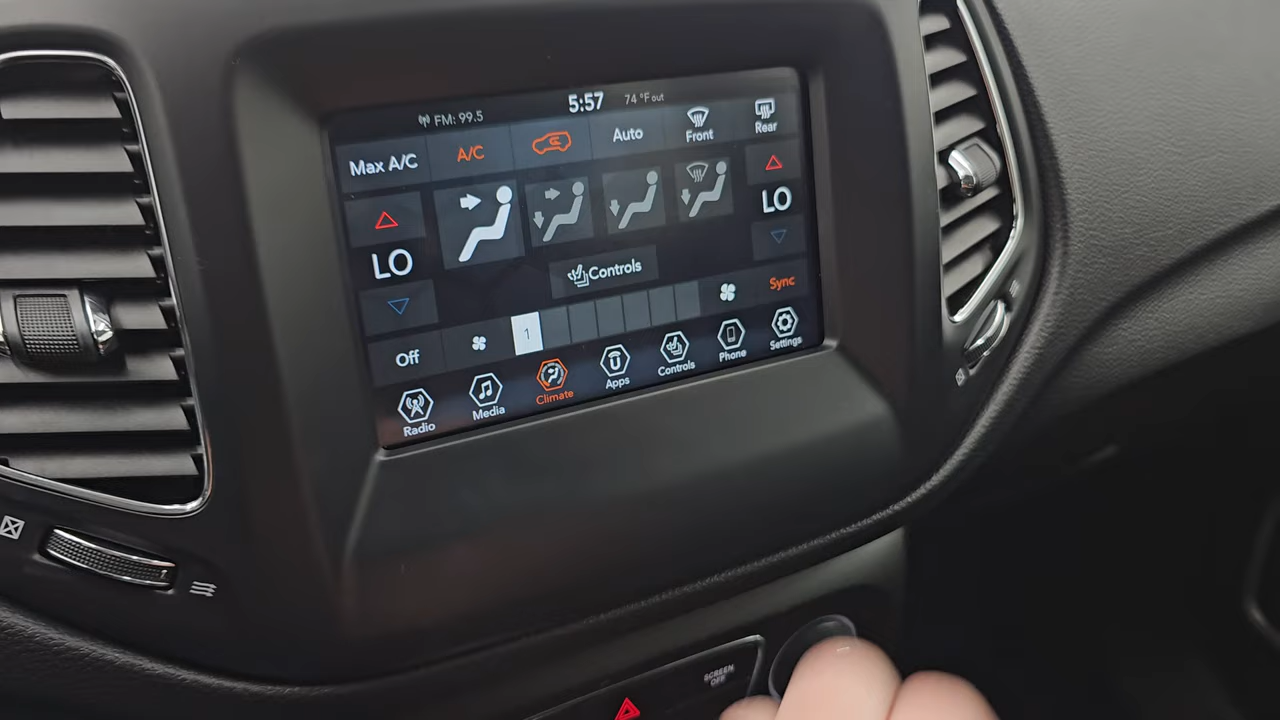 FM: 99.5 5:57 74 °F out
Max A/C A/C Auto Front Rear
LO LO
Controls
Off 1 Sync
Radio Media Climate Apps Controls Phone Settings
SCREEN
OFF